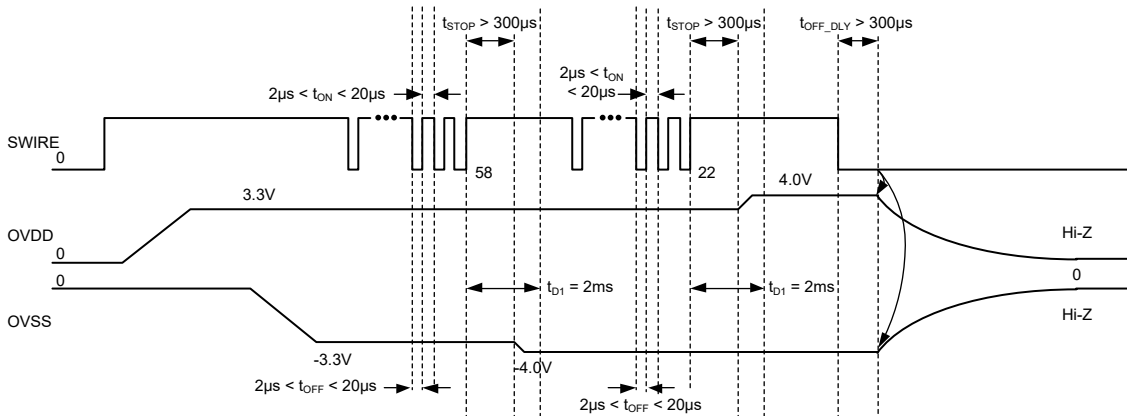 t_STOP > 300µs
t_STOP > 300µs
t_OFF_DLY > 300µs
2µs < t_ON < 20µs
2µs < t_ON
< 20µs
•••
•••
SWIRE
0
58
22
3.3V
4.0V
OVDD
0
Hi-Z
0
0
OVSS
t_D1 = 2ms
t_D1 = 2ms
Hi-Z
-3.3V
-4.0V
2µs < t_OFF < 20µs
2µs < t_OFF < 20µs